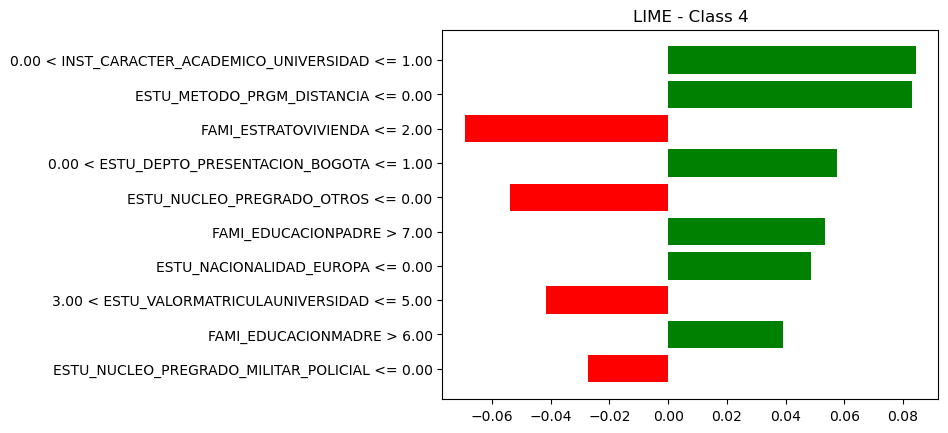 LIME - Class 4
0.00 < INST_CARACTER_ACADEMICO_UNIVERSIDAD <= 1.00
ESTU_METODO_PRGM_DISTANCIA <= 0.00
FAMI_ESTRATOVIVIENDA <= 2.00
0.00 < ESTU_DEPTO_PRESENTACION_BOGOTA <= 1.00
ESTU_NUCLEO_PREGRADO_OTROS <= 0.00
FAMI_EDUCACIONPADRE > 7.00
ESTU_NACIONALIDAD_EUROPA <= 0.00
3.00 < ESTU_VALORMATRICULAUNIVERSIDAD <= 5.00
FAMI_EDUCACIONMADRE > 6.00
ESTU_NUCLEO_PREGRADO_MILITAR_POLICIAL <= 0.00
−0.06 −0.04 −0.02 0.00 0.02 0.04 0.06 0.08